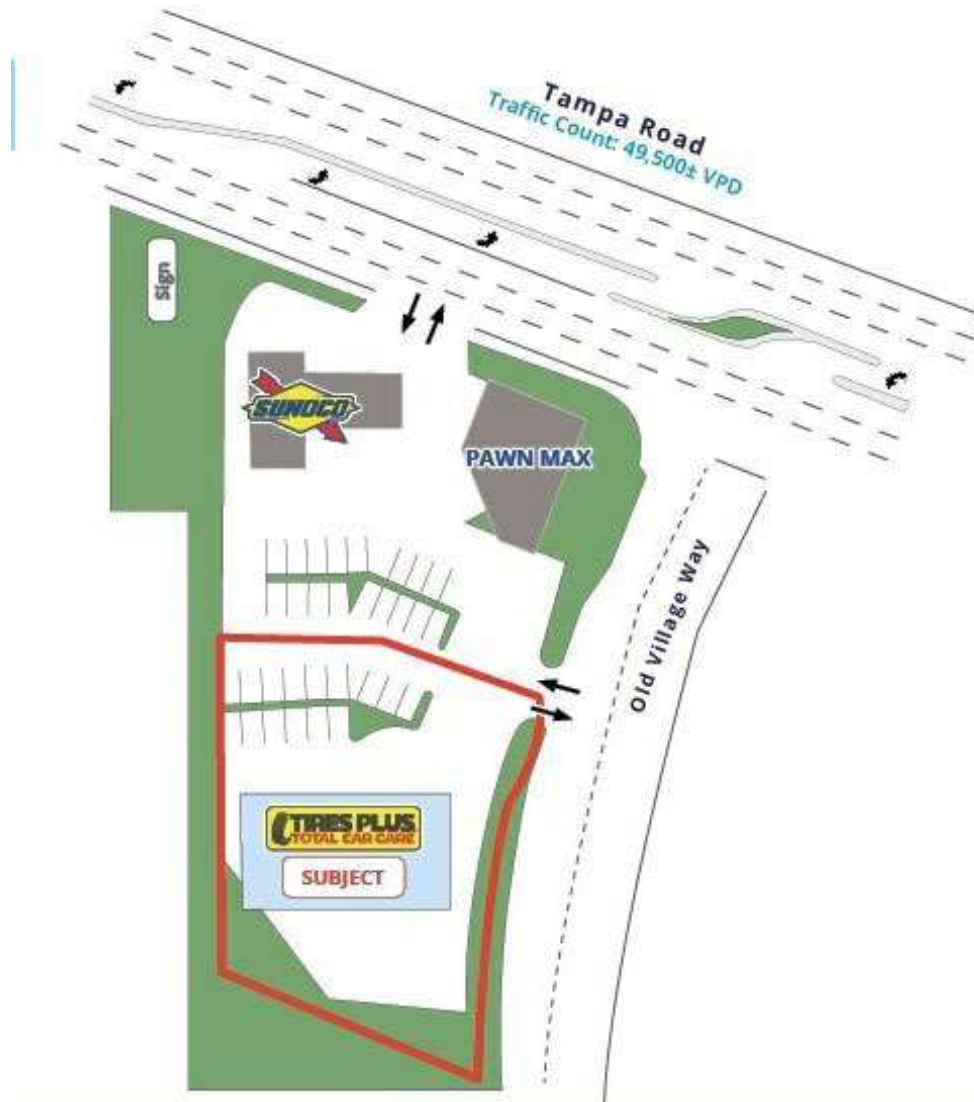 Tampa Road
Traffic Count: 49,500± VPD
Sign
SUNOCO
PAWN MAX
Old Village Way
TIRES PLUS
TOTAL CAR CARE
SUBJECT